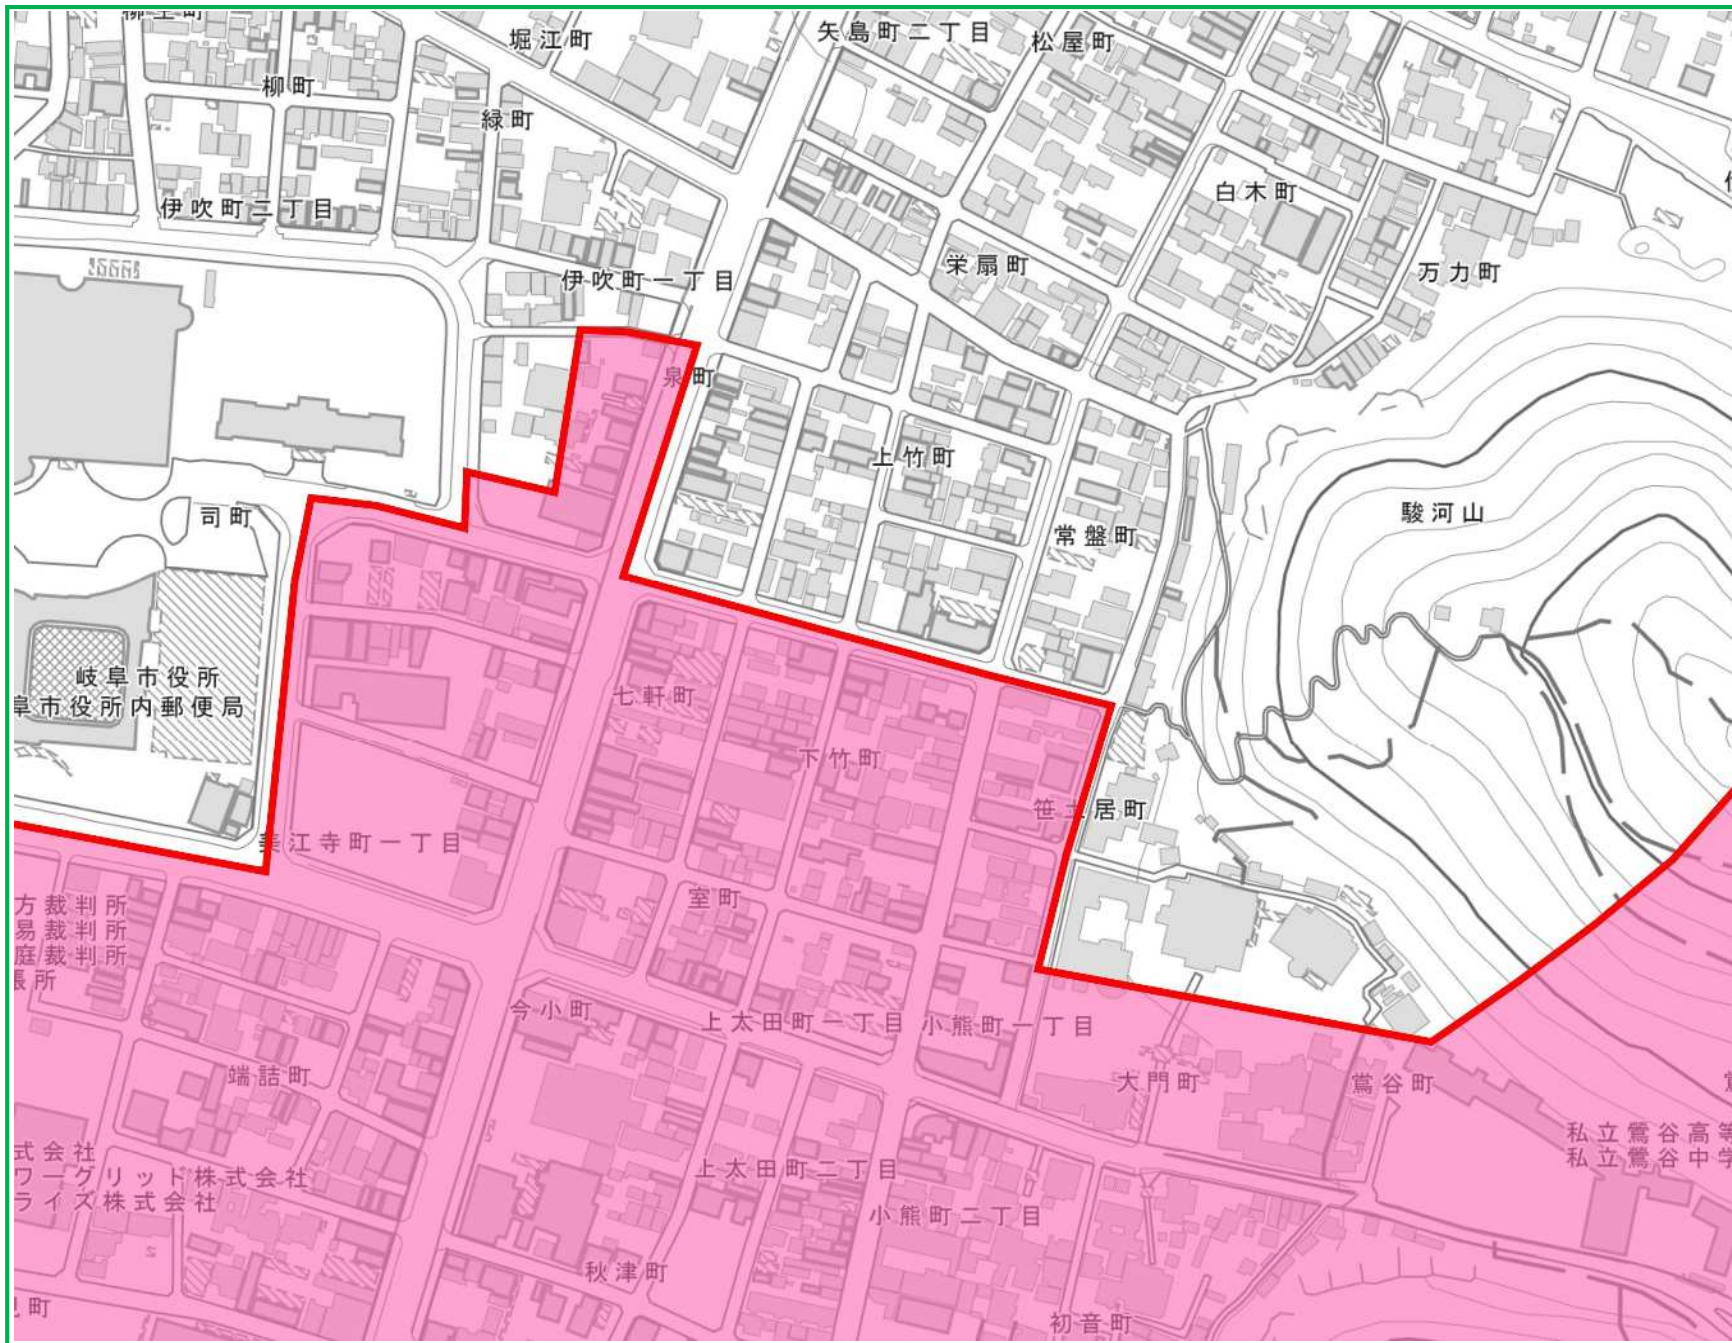 堀江町
矢島町二丁目
松屋町
柳町
緑町
白木町
伊吹町二丁目
栄扇町
万力町
伊吹町一丁目
泉町
上竹町
駿河山
司町
常盤町
岐阜市役所
阜市役所内郵便局
七軒町
下竹町
笹土居町
美江寺町一丁目
室町
方裁判所
易裁判所
庭裁判所
張所
今小町
上太田町一丁目
小熊町一丁目
端詰町
大門町
鶯谷町
私立鶯谷高等
私立鶯谷中学
式会社
ワーグリッド株式会社
ライズ株式会社
上太田町二丁目
小熊町二丁目
秋津町
初音町
町